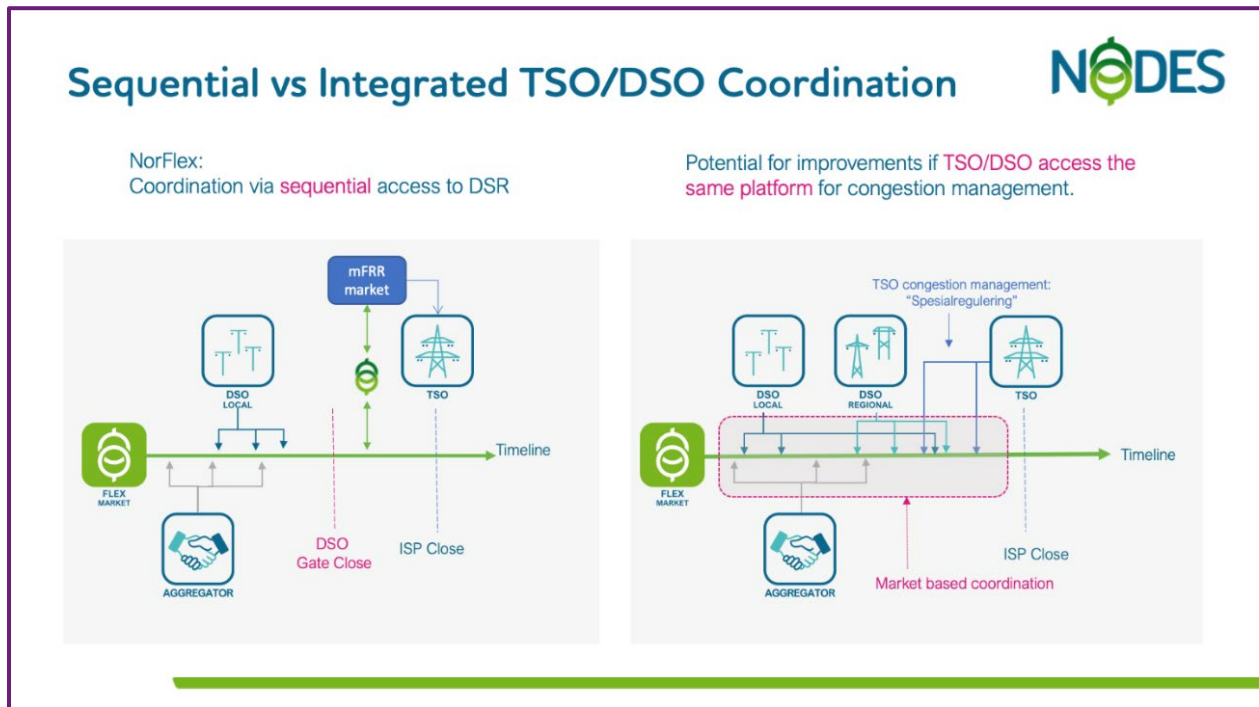 Sequential vs Integrated TSO/DSO Coordination
NODES
NorFlex:
Coordination via sequential access to DSR
Potential for improvements if TSO/DSO access the
same platform for congestion management.
mFRR
market
DSO
LOCAL
TSO
FLEX
MARKET
Timeline
AGGREGATOR
DSO
Gate Close
ISP Close
TSO congestion management:
"Spesialregulering"
DSO
LOCAL
DSO
REGIONAL
TSO
FLEX
MARKET
Timeline
AGGREGATOR
ISP Close
Market based coordination